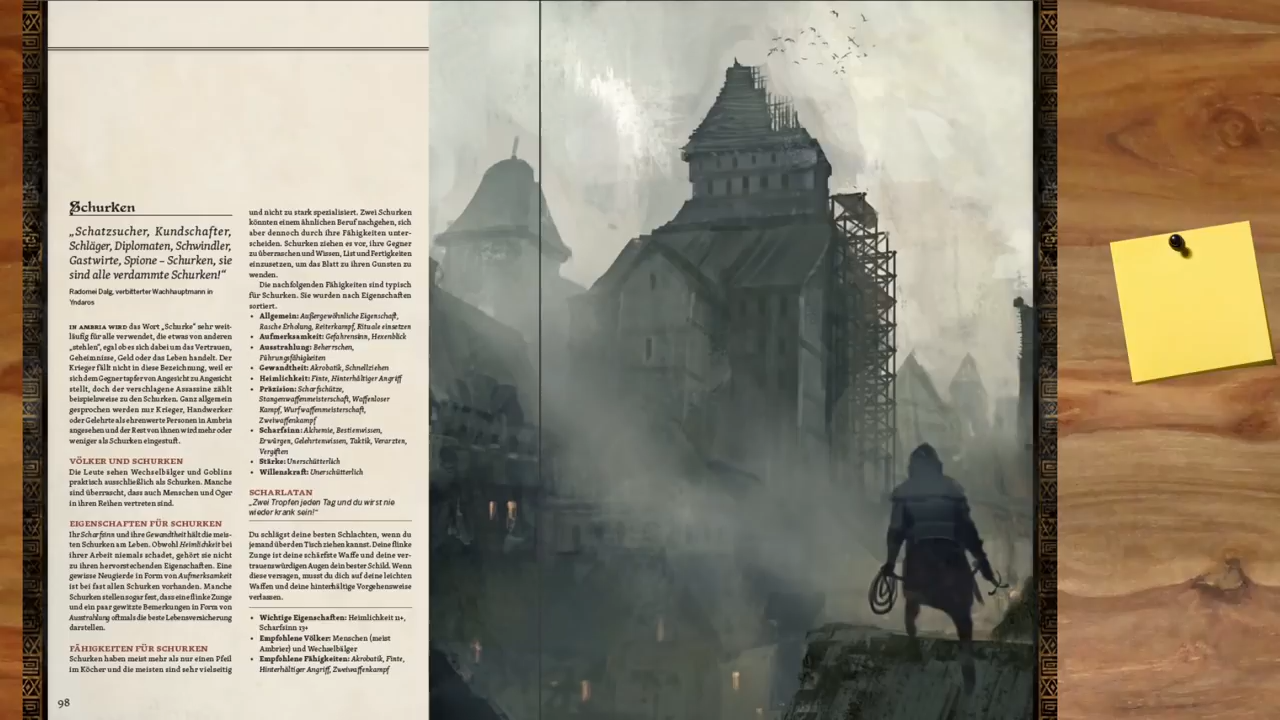 Schurken
„Schatzsucher, Kundschafter,
Schläger, Diplomaten, Schwindler,
Gastwirte, Spione – Schurken, sie
sind alle verdammte Schurken!“
Radomei Dalg, verbitterter Wachhauptmann in
Yndaros
IN AMBRIA WIRD das Wort „Schurke“ sehr weit-
läufig für alle verwendet, die etwas von anderen
„stehlen“, egal ob es sich dabei um das Vertrauen,
Geheimnisse, Geld oder das Leben handelt. Der
Krieger fällt nicht in diese Bezeichnung, weil er
sich dem Gegner tapfer von Angesicht zu Angesicht
stellt, doch der verschlagene Assassine zählt
beispielsweise zu den Schurken. Ganz allgemein
gesprochen werden nur Krieger, Handwerker
oder Gelehrte als ehrenwerte Personen in Ambria
angesehen und der Rest von ihnen wird mehr oder
weniger als Schurken eingestuft.
VÖLKER UND SCHURKEN
Die Leute sehen Wechselbälger und Goblins
praktisch ausschließlich als Schurken. Manche
sind überrascht, dass auch Menschen und Oger
in ihren Reihen vertreten sind.
EIGENSCHAFTEN FÜR SCHURKEN
Ihr Scharfsinn und ihre Gewandtheit hält die meis-
ten Schurken am Leben. Obwohl Heimlichkeit bei
ihrer Arbeit niemals schadet, gehört sie nicht
zu ihren hervorstechenden Eigenschaften. Eine
gewisse Neugierde in Form von Aufmerksamkeit
ist bei fast allen Schurken vorhanden. Manche
Schurken stellen sogar fest, dass eine flinke Zunge
und ein paar gewitzte Bemerkungen in Form von
Ausstrahlung oftmals die beste Lebensversicherung
darstellen.
FÄHIGKEITEN FÜR SCHURKEN
Schurken haben meist mehr als nur einen Pfeil
im Köcher und die meisten sind sehr vielseitig
98
und nicht zu stark spezialisiert. Zwei Schurken
könnten einem ähnlichen Beruf nachgehen, sich
aber dennoch durch ihre Fähigkeiten unter-
scheiden. Schurken ziehen es vor, ihre Gegner
zu überraschen und Wissen, List und Fertigkeiten
einzusetzen, um das Blatt zu ihren Gunsten zu
wenden.
Die nachfolgenden Fähigkeiten sind typisch
für Schurken. Sie wurden nach Eigenschaften
sortiert.
• Allgemein: Außergewöhnliche Eigenschaft,
Rasche Erholung, Reiterkampf, Rituale einsetzen
• Aufmerksamkeit: Gefahrensinn, Hexenblick
• Ausstrahlung: Beherrschen,
Führungsfähigkeiten
• Gewandtheit: Akrobatik, Schnellziehen
• Heimlichkeit: Finte, Hinterhältiger Angriff
• Präzision: Scharfschütze,
Stangenwaffenmeisterschaft, Waffenloser
Kampf, Wurfwaffenmeisterschaft,
Zweiwaffenkampf
• Scharfsinn: Alchemie, Bestienwissen,
Erwürgen, Gelehrtenwissen, Taktik, Verarzten,
Vergiften
• Stärke: Unerschütterlich
• Willenskraft: Unerschütterlich
SCHARLATAN
„Zwei Tropfen jeden Tag und du wirst nie
wieder krank sein!“
Du schlägst deine besten Schlachten, wenn du
jemand über den Tisch ziehen kannst. Deine flinke
Zunge ist deine schärfste Waffe und deine ver-
trauenswürdigen Augen dein bester Schild. Wenn
diese versagen, musst du dich auf deine leichten
Waffen und deine hinterhältige Vorgehensweise
verlassen.
• Wichtige Eigenschaften: Heimlichkeit 11+,
Scharfsinn 13+
• Empfohlene Völker: Menschen (meist
Ambrier) und Wechselbälger
• Empfohlene Fähigkeiten: Akrobatik, Finte,
Hinterhältiger Angriff, Zweiwaffenkampf